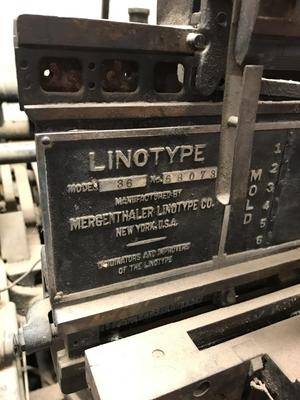 LINOTYPE
MODEL 36 No. 68073
MANUFACTURED BY
MERGENTHALER LINOTYPE CO.
NEW YORK, U.S.A.
ORIGINATORS AND IMPROVERS
OF THE LINOTYPE
MOLD
1
2
3
4
5
6